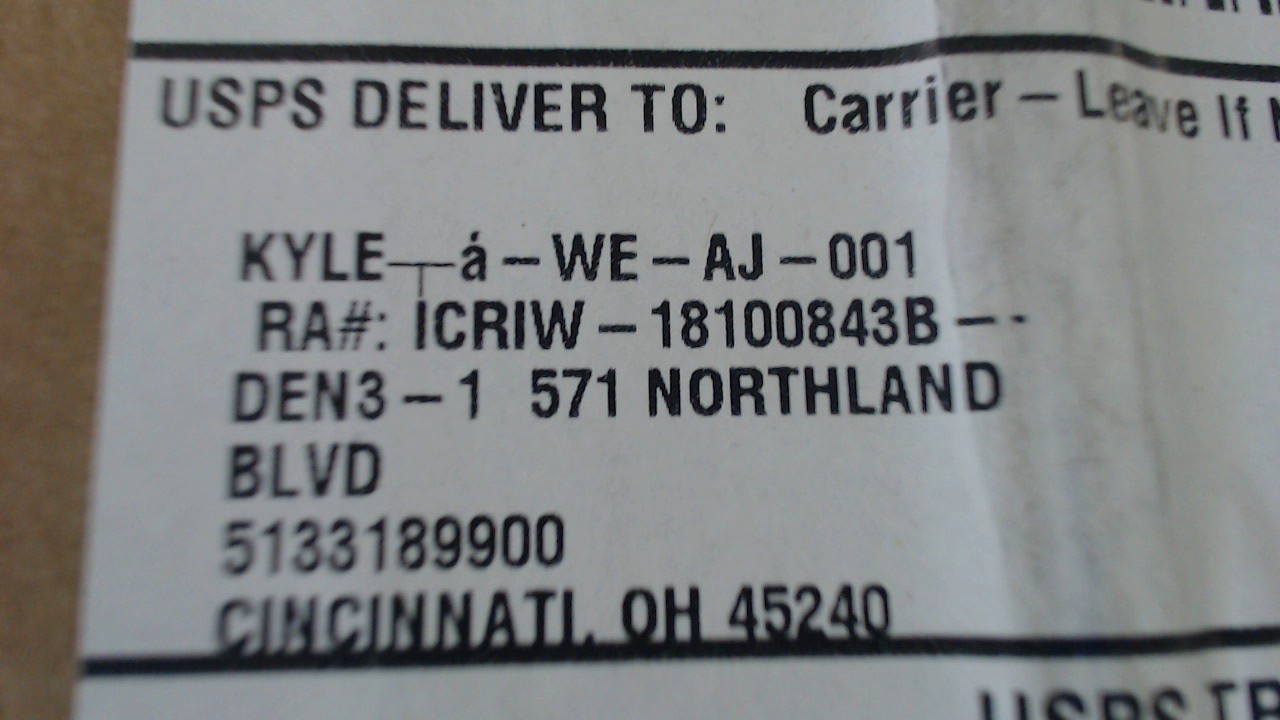 USPS DELIVER TO: Carrier – Leave If
KYLE—┬—á – WE – AJ – 001
RA#: ICRIW – 18100843B – -
DEN3 – 1 571 NORTHLAND
BLVD
5133189900
CINCINNATI, OH 45240
USPS